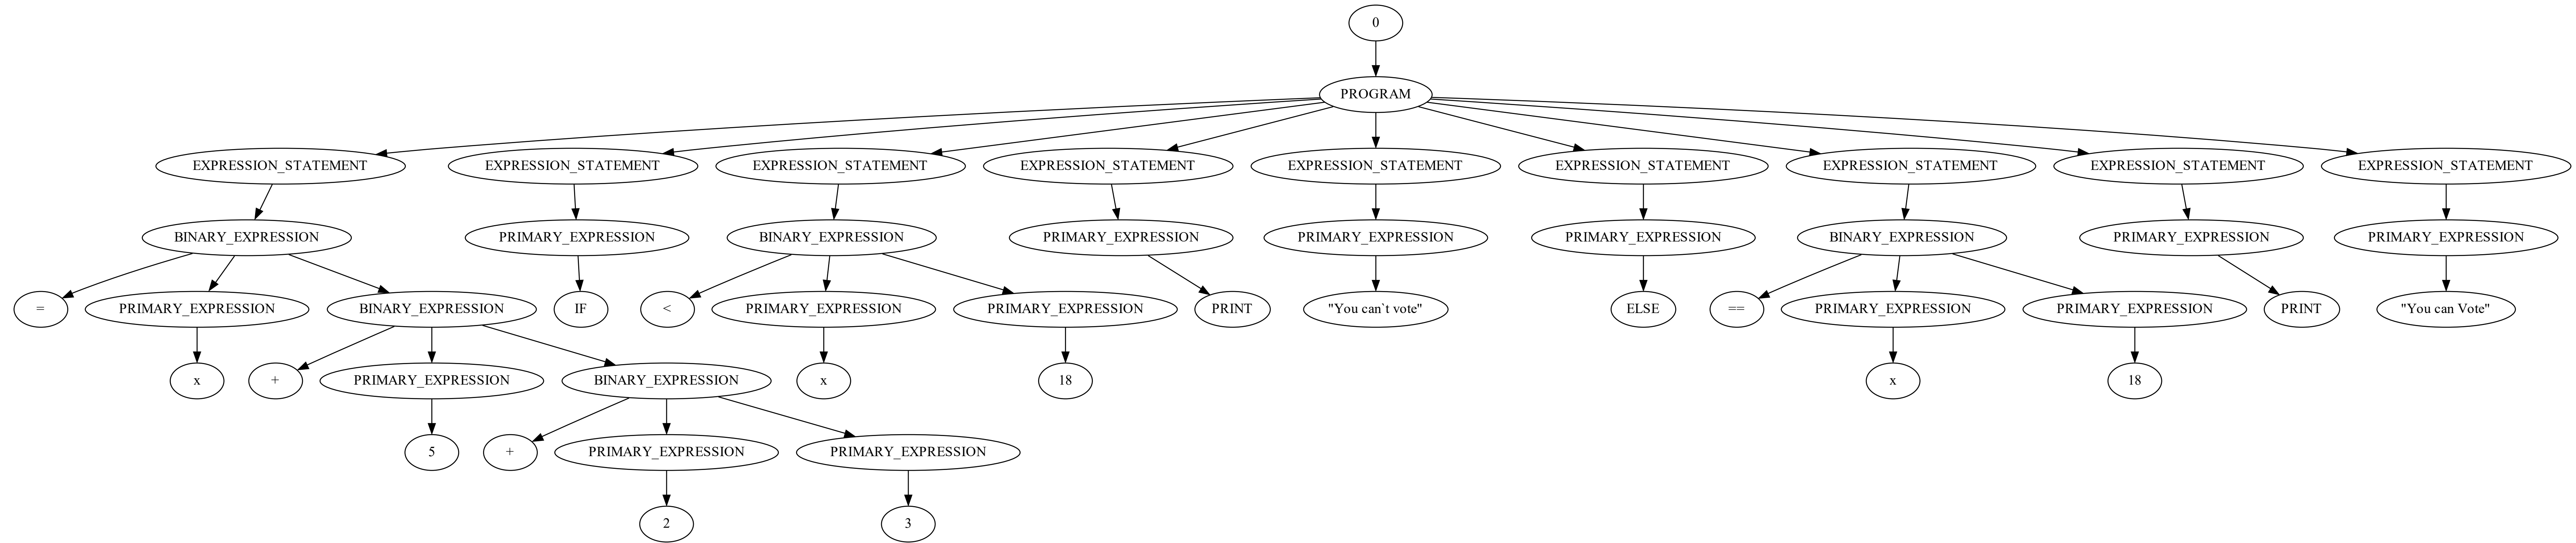 0
PROGRAM
EXPRESSION_STATEMENT EXPRESSION_STATEMENT EXPRESSION_STATEMENT EXPRESSION_STATEMENT EXPRESSION_STATEMENT EXPRESSION_STATEMENT EXPRESSION_STATEMENT EXPRESSION_STATEMENT EXPRESSION_STATEMENT
BINARY_EXPRESSION PRIMARY_EXPRESSION BINARY_EXPRESSION PRIMARY_EXPRESSION PRIMARY_EXPRESSION PRIMARY_EXPRESSION BINARY_EXPRESSION PRIMARY_EXPRESSION PRIMARY_EXPRESSION
= PRIMARY_EXPRESSION BINARY_EXPRESSION IF < PRIMARY_EXPRESSION PRIMARY_EXPRESSION PRINT "You can`t vote" ELSE == PRIMARY_EXPRESSION PRIMARY_EXPRESSION PRINT "You can Vote"
x + PRIMARY_EXPRESSION BINARY_EXPRESSION x 18 x 18
5 + PRIMARY_EXPRESSION PRIMARY_EXPRESSION
2 3